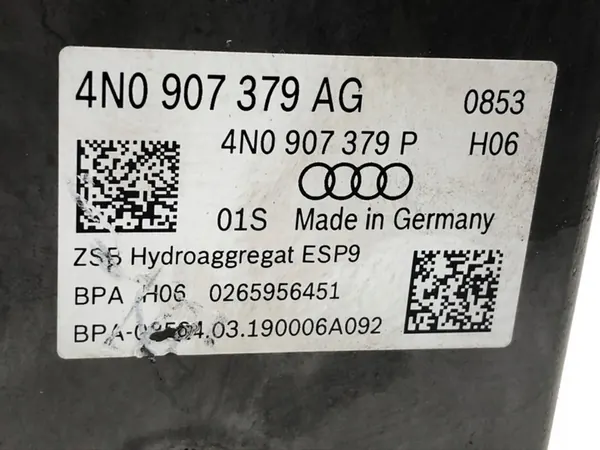 4N0 907 379 AG 0853
4N0 907 379 P H06
01S Made in Germany
ZSB Hydroaggregat ESP9
BPA H06 0265956451